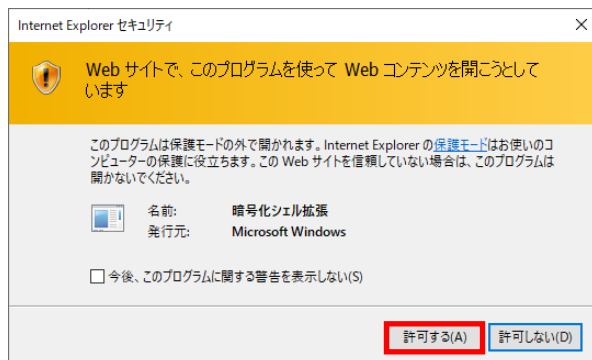 Internet Explorer セキュリティ
Web サイトで、このプログラムを使って Web コンテンツを開こうとして
います
このプログラムは保護モードの外で開かれます。Internet Explorer の保護モードはお使いのコ
ンピューターの保護に役立ちます。この Web サイトを信頼していない場合は、このプログラムは
開かないでください。
名前: 暗号化シェル拡張
発行元: Microsoft Windows
今後、このプログラムに関する警告を表示しない(S)
許可する(A) 許可しない(D)